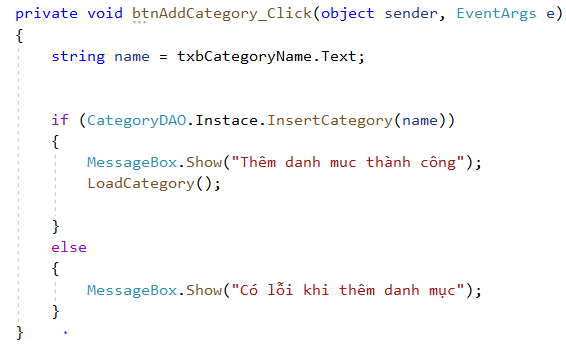 private void btnAddCategory_Click(object sender, EventArgs e)
{
string name = txbCategoryName.Text;
if (CategoryDAO.Instace.InsertCategory(name))
{
MessageBox.Show("Thêm danh muc thành công");
LoadCategory();
}
else
{
MessageBox.Show("Có lỗi khi thêm danh mục");
}
}